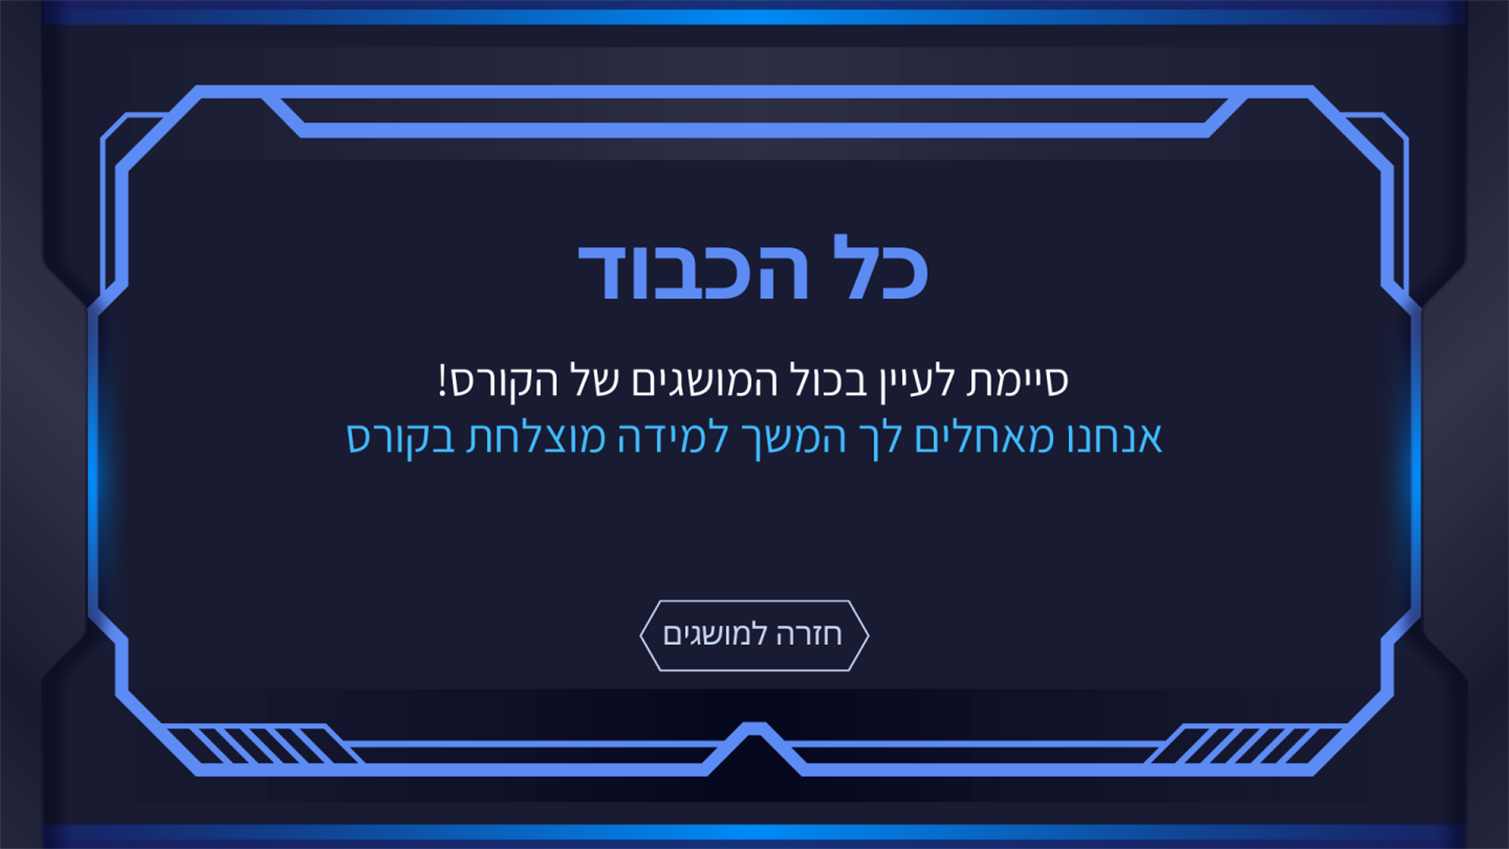 כל הכבוד
סיימת לעיין בכול המושגים של הקורס!
אנחנו מאחלים לך המשך למידה מוצלחת בקורס
חזרה למושגים